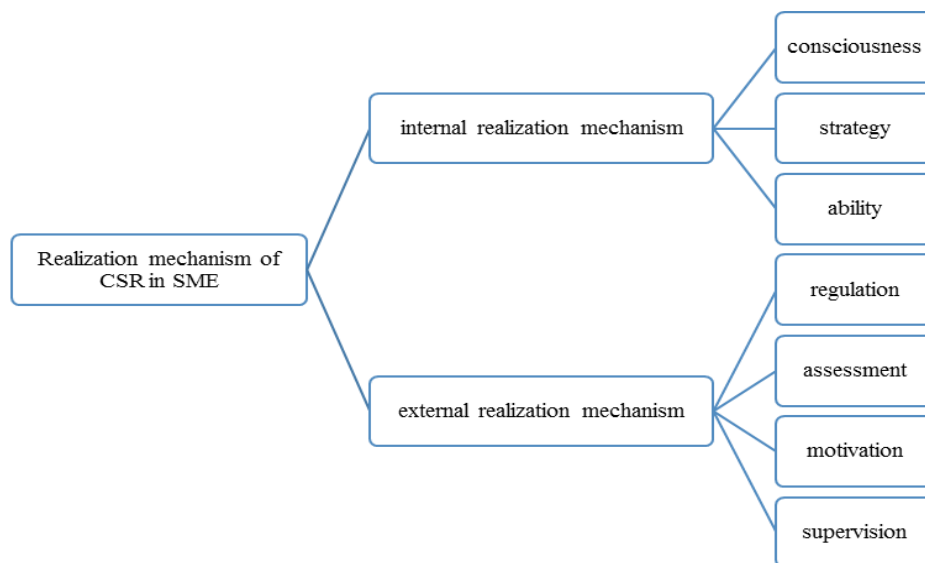 consciousness
internal realization mechanism
strategy
ability
Realization mechanism of
CSR in SME
regulation
assessment
external realization mechanism
motivation
supervision